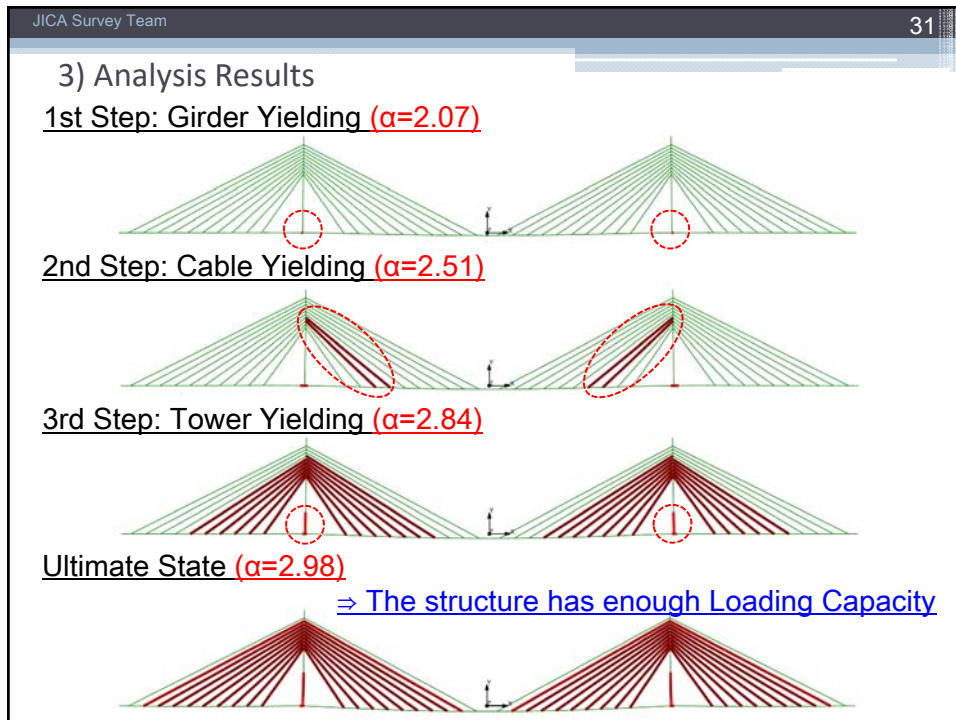 JICA Survey Team
31
3) Analysis Results
1st Step: Girder Yielding (α=2.07)
2nd Step: Cable Yielding (α=2.51)
3rd Step: Tower Yielding (α=2.84)
Ultimate State (α=2.98)
⇒ The structure has enough Loading Capacity